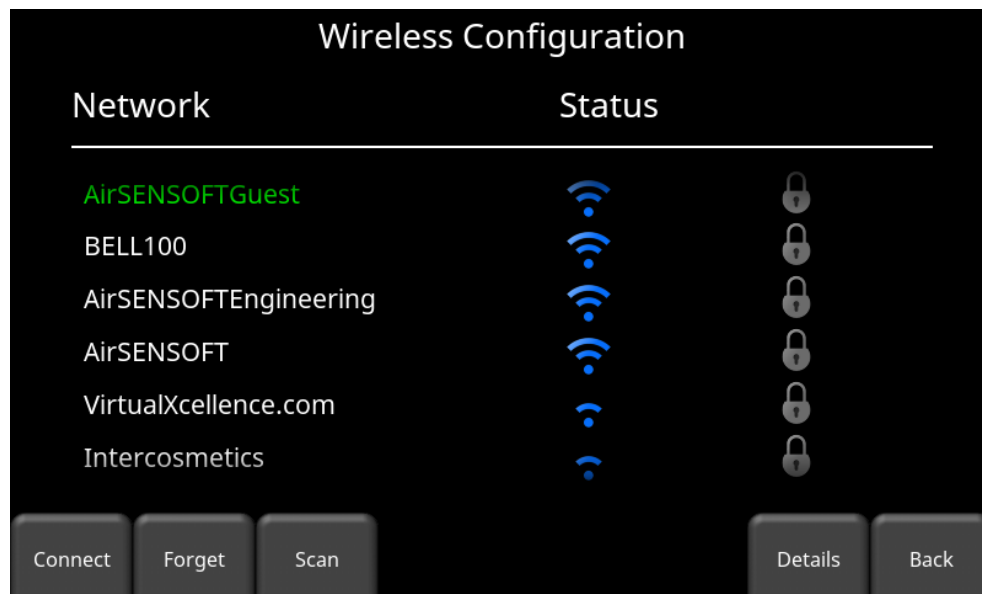 Wireless Configuration
Network Status
AirSENSOFTGuest
BELL100
AirSENSOFTEngineering
AirSENSOFT
VirtualXcellence.com
Intercosmetics
Connect Forget Scan Details Back